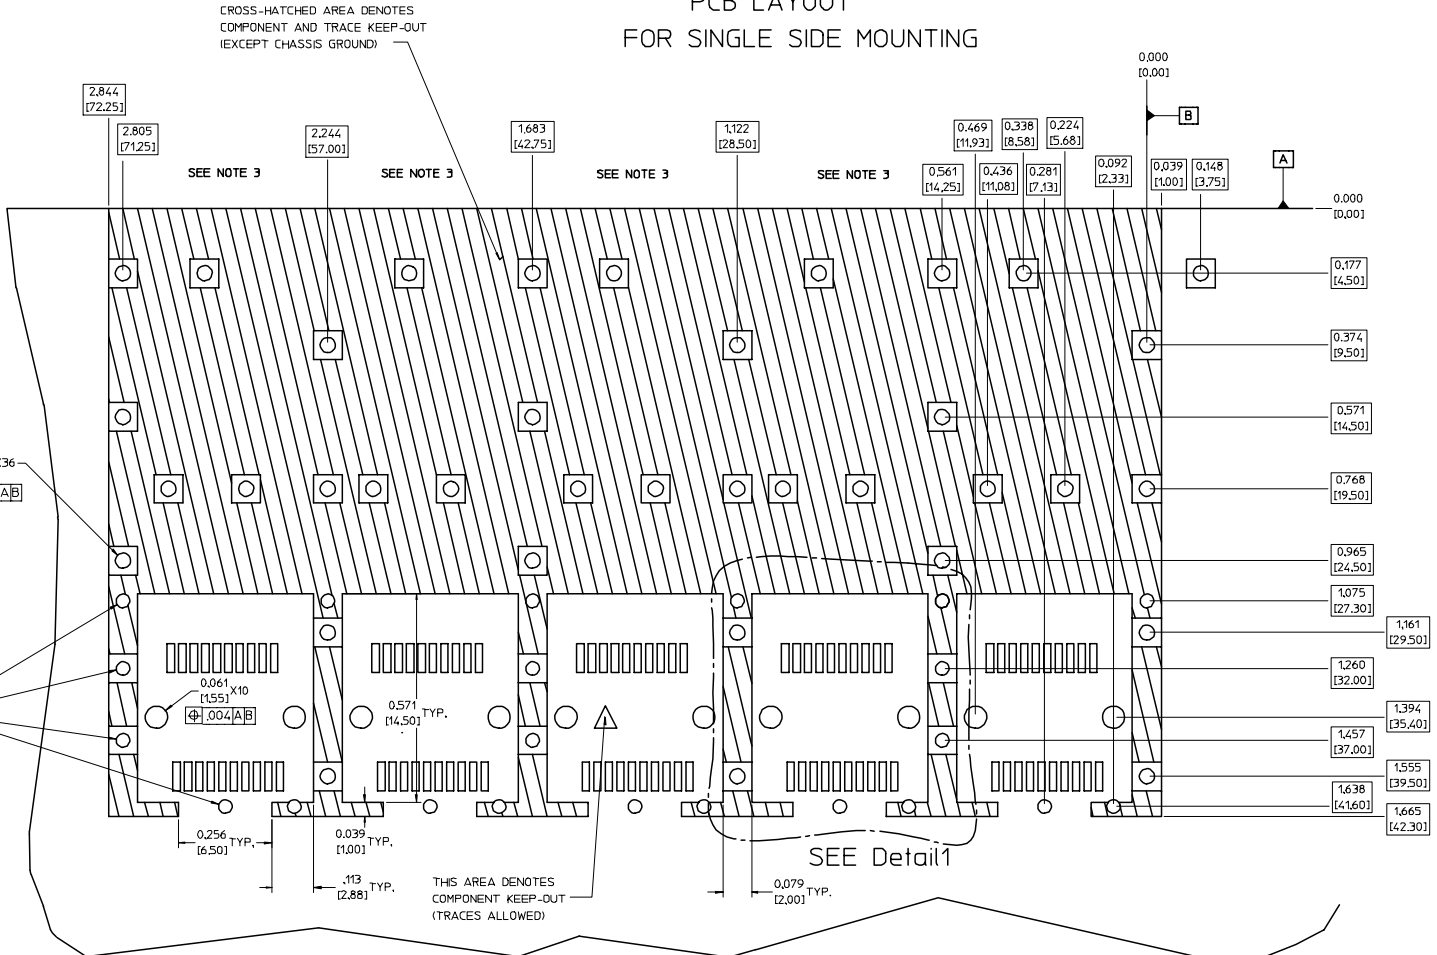 CROSS-HATCHED AREA DENOTES
COMPONENT AND TRACE KEEP-OUT
(EXCEPT CHASSIS GROUND)
PCB LAYOUT
FOR SINGLE SIDE MOUNTING
0.000
[0.00]
B
A
0.000
[0.00]
2.844
[72.25]
2.805
[71.25]
2.244
[57.00]
1.683
[42.75]
1.122
[28.50]
0.561
[14.25]
0.469
[11.93]
0.436
[11.08]
0.338
[8.58]
0.281
[7.13]
0.224
[5.68]
0.092
[2.33]
0.039
[1.00]
0.148
[3.75]
SEE NOTE 3
SEE NOTE 3
SEE NOTE 3
SEE NOTE 3
0.177
[4.50]
0.374
[9.50]
0.571
[14.50]
0.768
[19.50]
0.965
[24.50]
1.075
[27.30]
1.161
[29.50]
1.260
[32.00]
1.394
[35.40]
1.457
[37.00]
1.555
[39.50]
1.638
[41.60]
1.665
[42.30]
X36
A B
0.061
[1.55] X10
.004 A B
0.571
[14.50] TYP.
0.256
[6.50] TYP.
0.039
[1.00] TYP.
.113
[2.88] TYP.
0.079
[2.00] TYP.
THIS AREA DENOTES
COMPONENT KEEP-OUT
(TRACES ALLOWED)
SEE Detail1